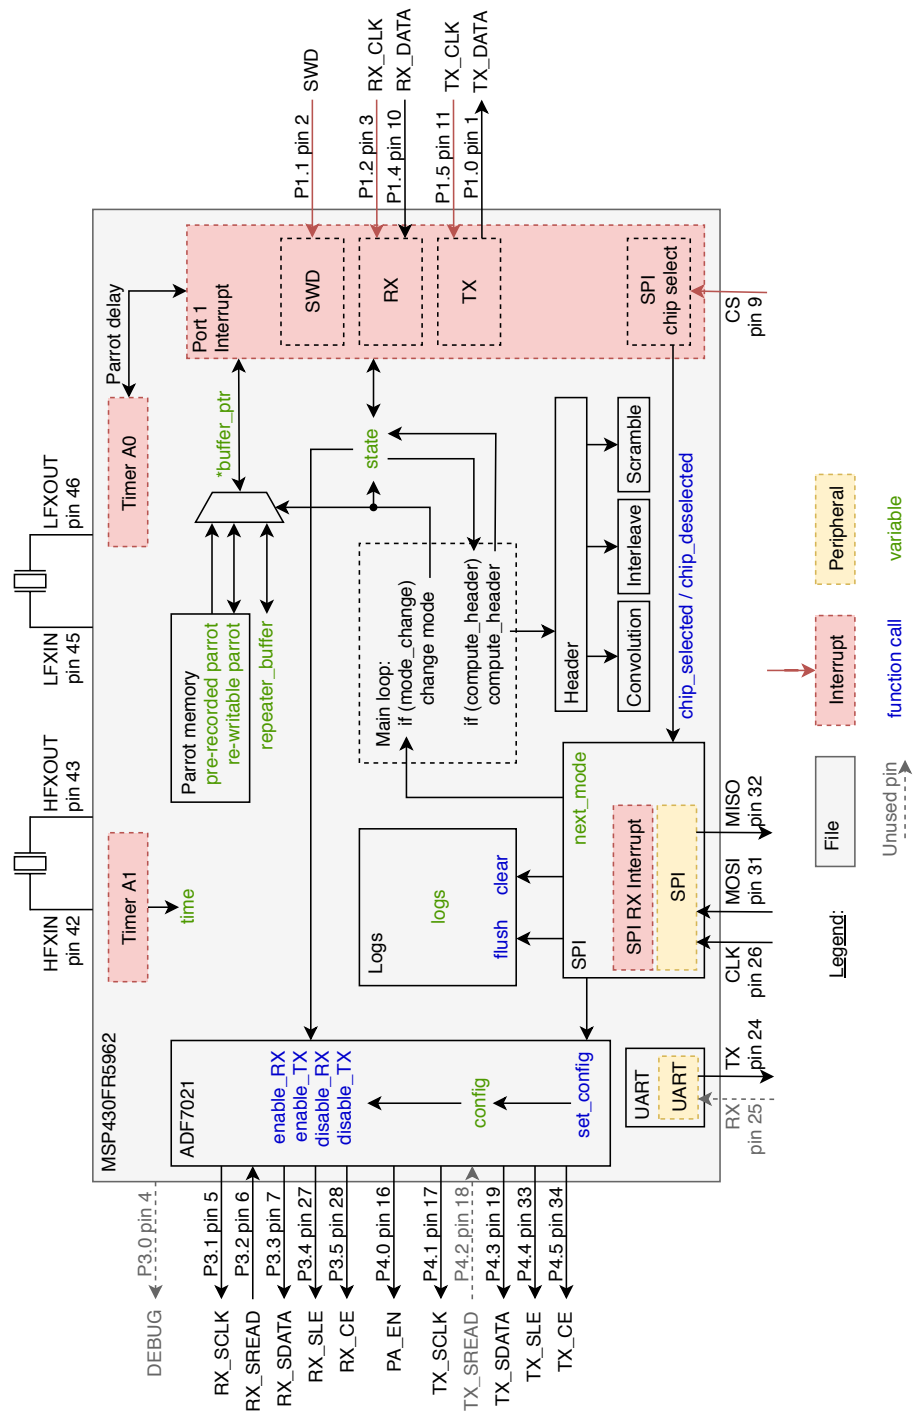 MSP430FR5962
HFXIN
pin 42
HFXOUT
pin 43
LFXIN
pin 45
LFXOUT
pin 46
Timer A1
time
Timer A0
Parrot delay
Parrot memory
pre-recorded parrot
re-writable parrot
repeater_buffer
*buffer_ptr
Port 1
Interrupt
SWD
RX
TX
SPI
chip select
P1.1 pin 2
SWD
P1.2 pin 3
RX_CLK
P1.4 pin 10
RX_DATA
P1.5 pin 11
TX_CLK
P1.0 pin 1
TX_DATA
CS
pin 9
state
Main loop:
if (mode_change)
change mode
if (compute_header)
compute_header
Header
Convolution
Interleave
Scramble
chip_selected / chip_deselected
Logs
logs
flush
clear
SPI
next_mode
SPI RX Interrupt
SPI
CLK
pin 26
MOSI
pin 31
MISO
pin 32
ADF7021
enable_RX
enable_TX
disable_RX
disable_TX
config
set_config
UART
UART
RX
pin 25
TX
pin 24
DEBUG
P3.0 pin 4
RX_SCLK
P3.1 pin 5
RX_SREAD
P3.2 pin 6
RX_SDATA
P3.3 pin 7
RX_SLE
P3.4 pin 27
RX_CE
P3.5 pin 28
PA_EN
P4.0 pin 16
TX_SCLK
P4.1 pin 17
TX_SREAD
P4.2 pin 18
TX_SDATA
P4.3 pin 19
TX_SLE
P4.4 pin 33
TX_CE
P4.5 pin 34
Legend:
File
Interrupt
Peripheral
Unused pin
function call
variable